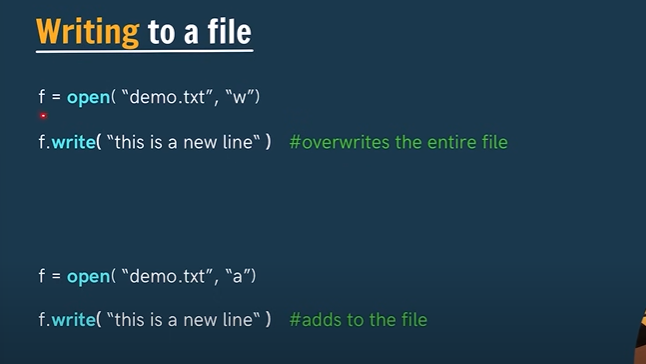 Writing to a file
f = open( “demo.txt”, “w”)
f.write( “this is a new line“ ) #overwrites the entire file
f = open( “demo.txt”, “a”)
f.write( “this is a new line“ ) #adds to the file